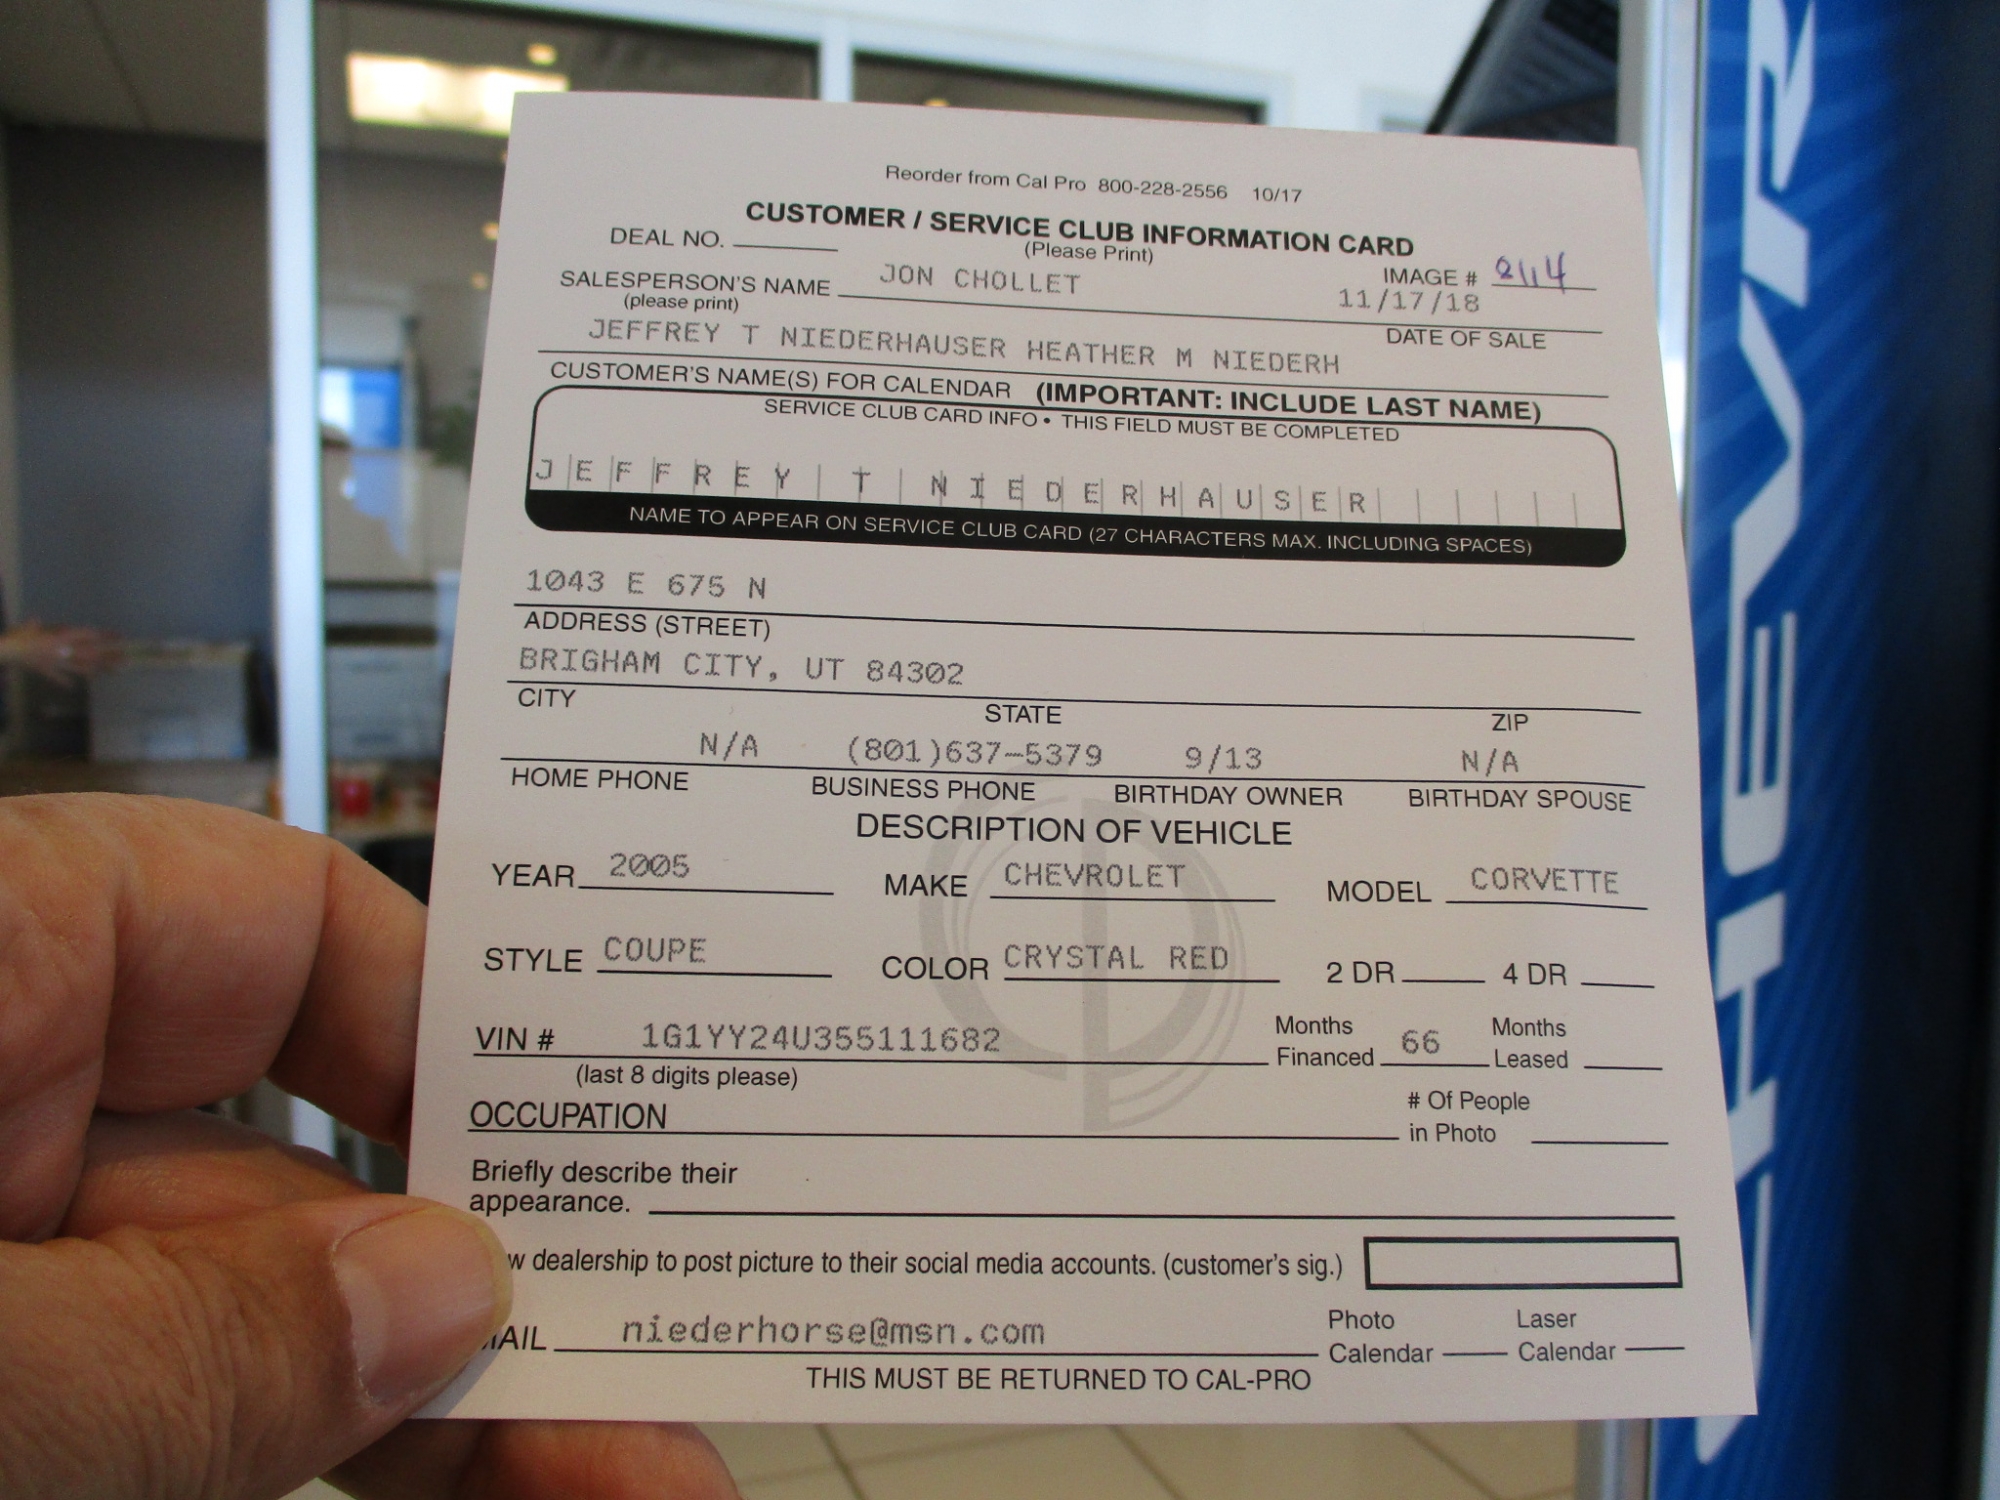 Reorder from Cal Pro 800-228-2556 10/17
CUSTOMER / SERVICE CLUB INFORMATION CARD
DEAL NO. (Please Print)
IMAGE # 2114
SALESPERSON'S NAME JON CHOLLET 11/17/18
(please print) DATE OF SALE
JEFFREY T NIEDERHAUSER HEATHER M NIEDERH
CUSTOMER'S NAME(S) FOR CALENDAR (IMPORTANT: INCLUDE LAST NAME)
SERVICE CLUB CARD INFO • THIS FIELD MUST BE COMPLETED
JEFFREY T NIEDERHAUSER
NAME TO APPEAR ON SERVICE CLUB CARD (27 CHARACTERS MAX. INCLUDING SPACES)
1043 E 675 N
ADDRESS (STREET)
BRIGHAM CITY, UT 84302
CITY STATE ZIP
N/A (801)637-5379 9/13 N/A
HOME PHONE BUSINESS PHONE BIRTHDAY OWNER BIRTHDAY SPOUSE
DESCRIPTION OF VEHICLE
YEAR 2005 MAKE CHEVROLET MODEL CORVETTE
STYLE COUPE COLOR CRYSTAL RED 2 DR 4 DR
VIN # 1G1YY24U355111682 Months Financed 66 Months Leased
(last 8 digits please)
OCCUPATION # Of People in Photo
Briefly describe their
appearance.
w dealership to post picture to their social media accounts. (customer's sig.)
AIL niederhorse@msn.com Photo Calendar Laser Calendar
THIS MUST BE RETURNED TO CAL-PRO
CHEVR